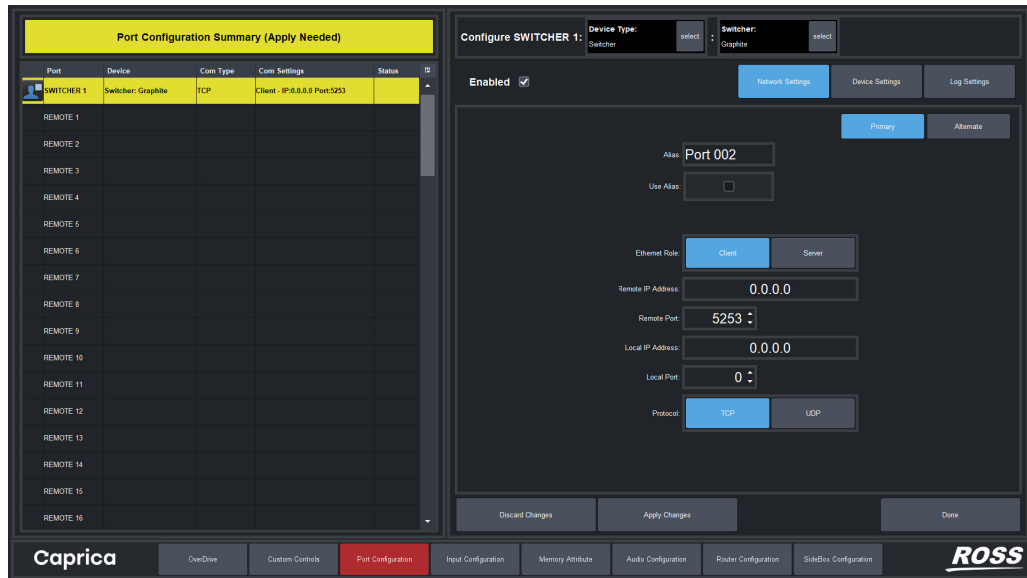 Port Configuration Summary (Apply Needed)
Port Device Com Type Com Settings Status
SWITCHER 1 Switcher: Graphite TCP Client - IP:0.0.0.0 Port:5253
REMOTE 1
REMOTE 2
REMOTE 3
REMOTE 4
REMOTE 5
REMOTE 6
REMOTE 7
REMOTE 8
REMOTE 9
REMOTE 10
REMOTE 11
REMOTE 12
REMOTE 13
REMOTE 14
REMOTE 15
REMOTE 16
Configure SWITCHER 1: Device Type: Switcher select : Switcher: Graphite select
Enabled Network Settings Device Settings Log Settings
Primary Alternate
Alias: Port 002
Use Alias:
Ethernet Role: Client Server
Remote IP Address: 0.0.0.0
Remote Port: 5253
Local IP Address: 0.0.0.0
Local Port: 0
Protocol: TCP UDP
Discard Changes Apply Changes Done
Caprica OverDrive Custom Controls Port Configuration Input Configuration Memory Attribute Audio Configuration Router Configuration SideBox Configuration ROSS